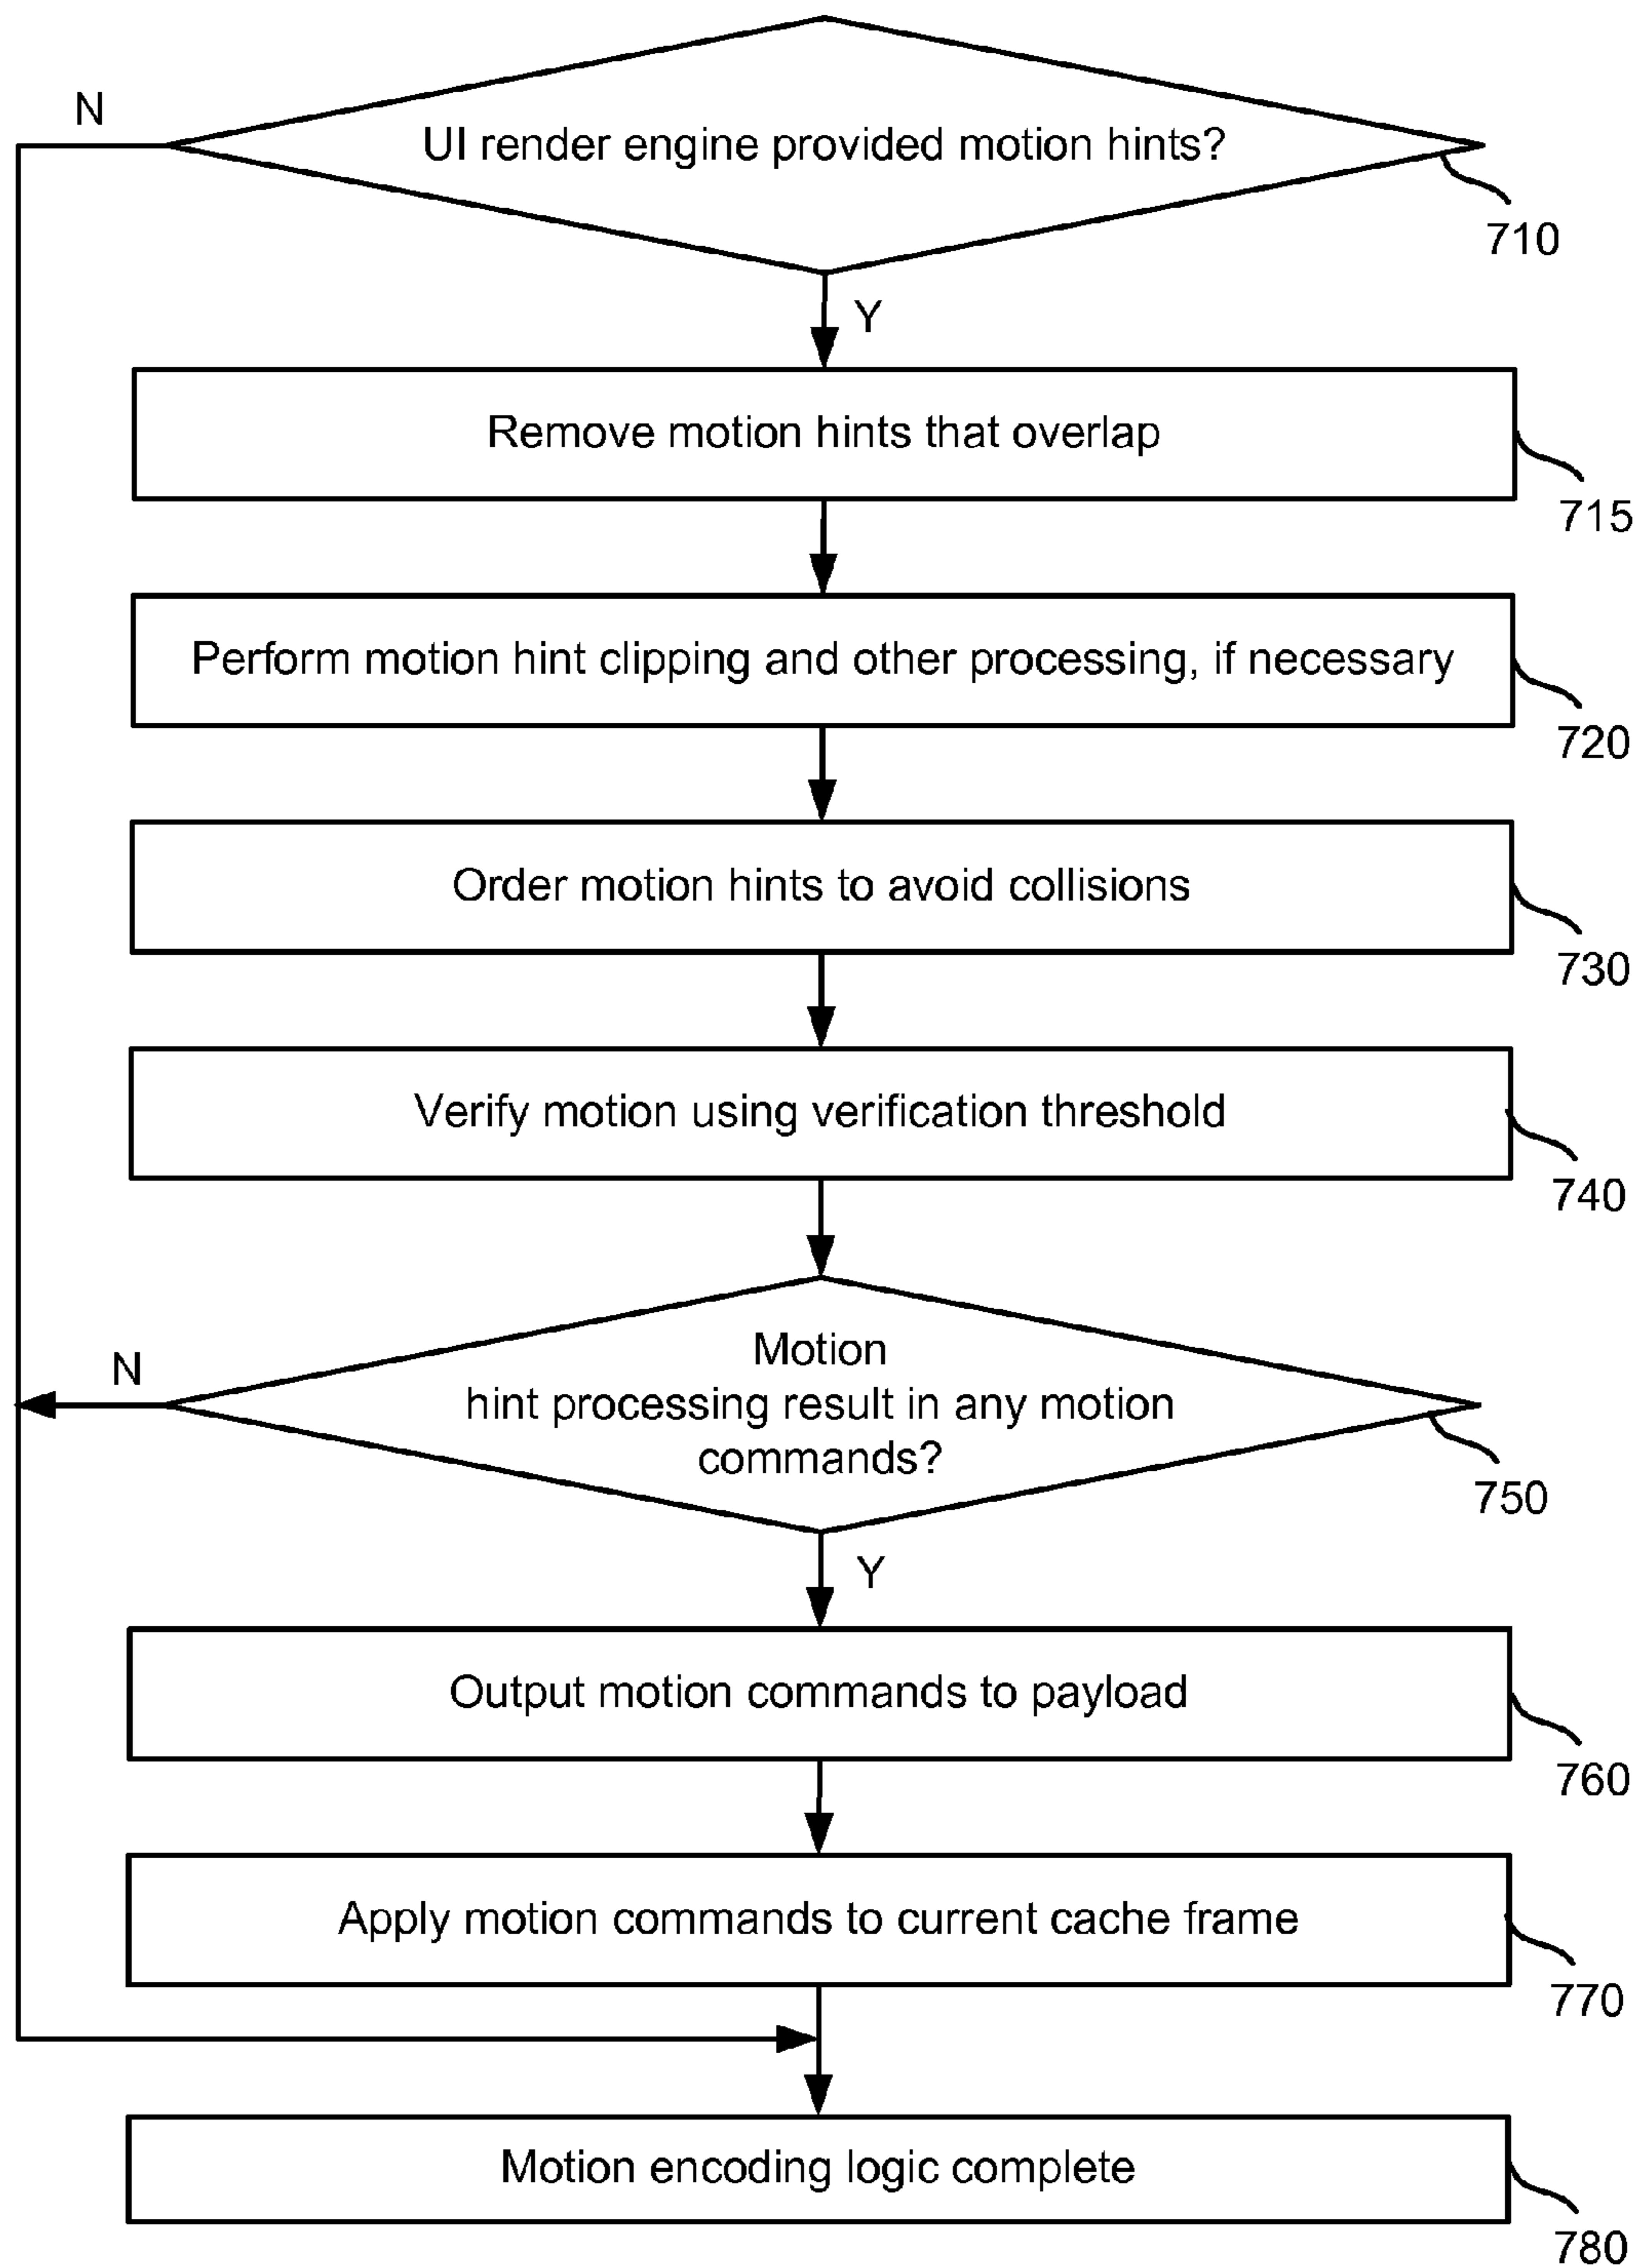 N
UI render engine provided motion hints?
710
Y
Remove motion hints that overlap
715
Perform motion hint clipping and other processing, if necessary
720
Order motion hints to avoid collisions
730
Verify motion using verification threshold
740
Motion
N
hint processing result in any motion
commands?
750
Y
Output motion commands to payload
760
Apply motion commands to current cache frame
770
Motion encoding logic complete
780